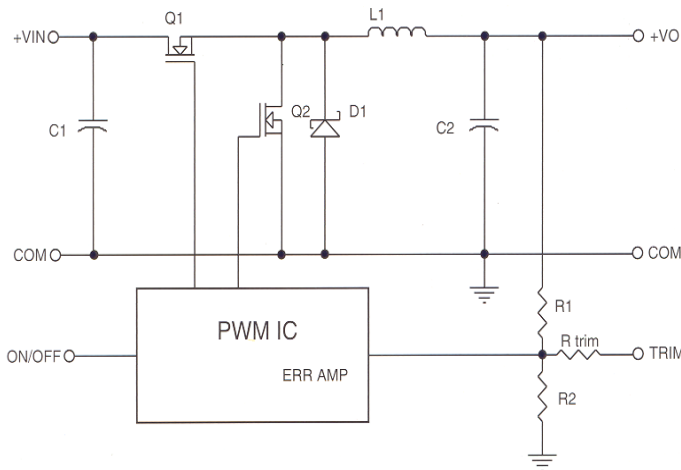 Q1
L1
+VIN
+VO
C1
Q2
D1
C2
COM
COM
R1
PWM IC
R trim
ON/OFF
TRIM
ERR AMP
R2